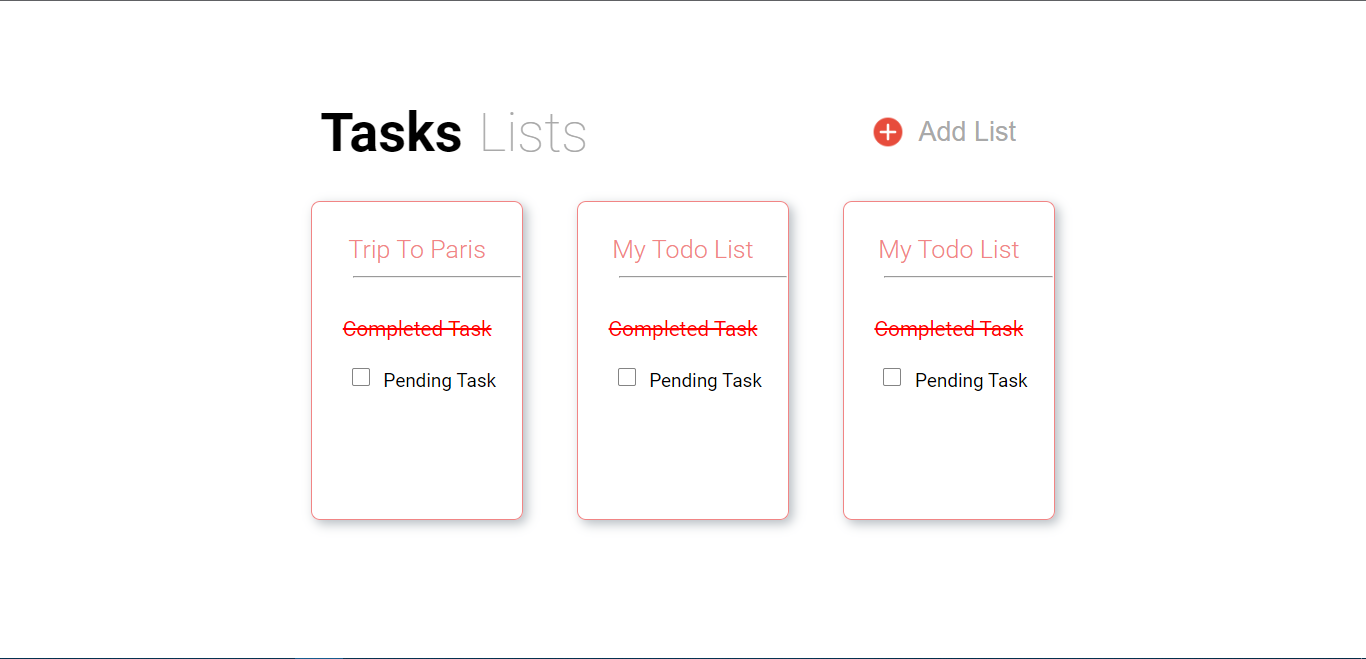 Tasks Lists
Add List
Trip To Paris
Completed Task
Pending Task
My Todo List
Completed Task
Pending Task
My Todo List
Completed Task
Pending Task